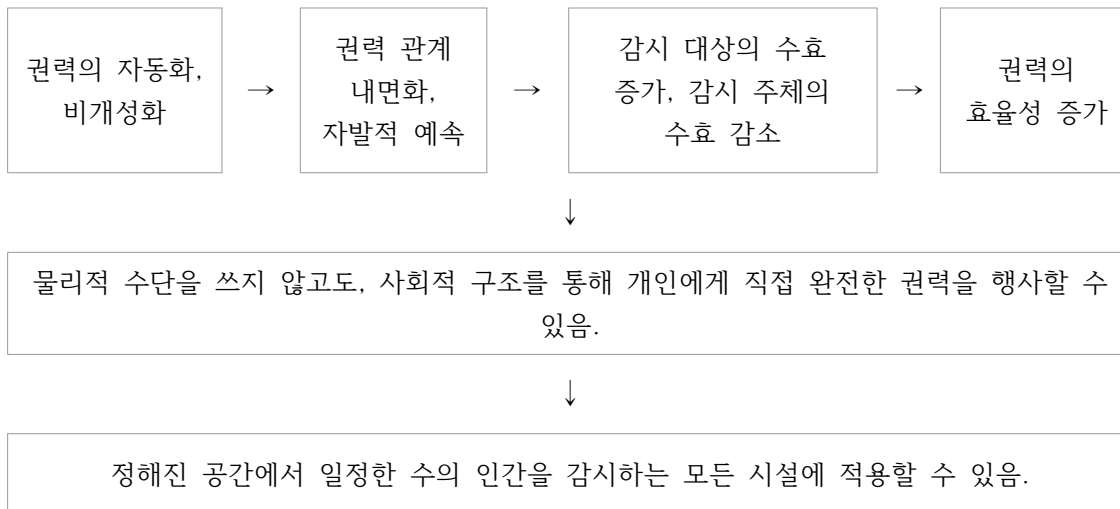 권력의 자동화,
비개성화
→
권력 관계
내면화,
자발적 예속
→
감시 대상의 수효
증가, 감시 주체의
수효 감소
→
권력의
효율성 증가
↓
물리적 수단을 쓰지 않고도, 사회적 구조를 통해 개인에게 직접 완전한 권력을 행사할 수
있음.
↓
정해진 공간에서 일정한 수의 인간을 감시하는 모든 시설에 적용할 수 있음.